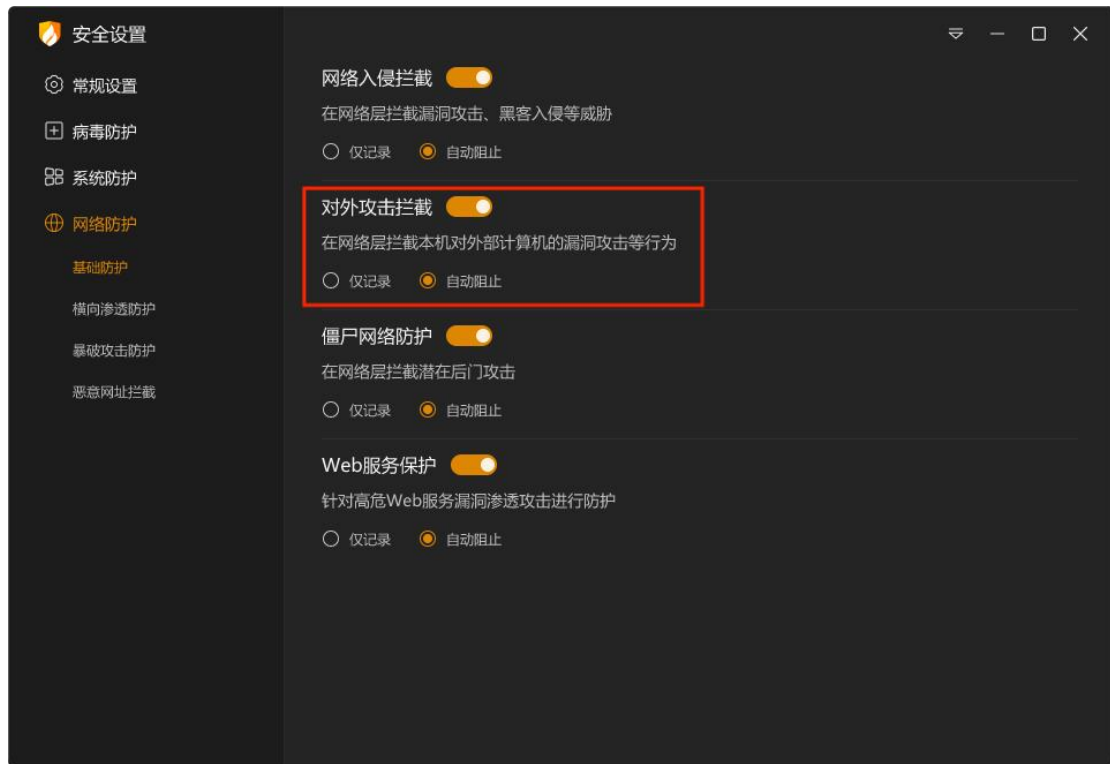 安全设置
常规设置
病毒防护
系统防护
网络防护
基础防护
横向渗透防护
暴破攻击防护
恶意网址拦截
网络入侵拦截
在网络层拦截漏洞攻击、黑客入侵等威胁
仅记录 自动阻止
对外攻击拦截
在网络层拦截本机对外部计算机的漏洞攻击等行为
仅记录 自动阻止
僵尸网络防护
在网络层拦截潜在后门攻击
仅记录 自动阻止
Web服务保护
针对高危Web服务漏洞渗透攻击进行防护
仅记录 自动阻止